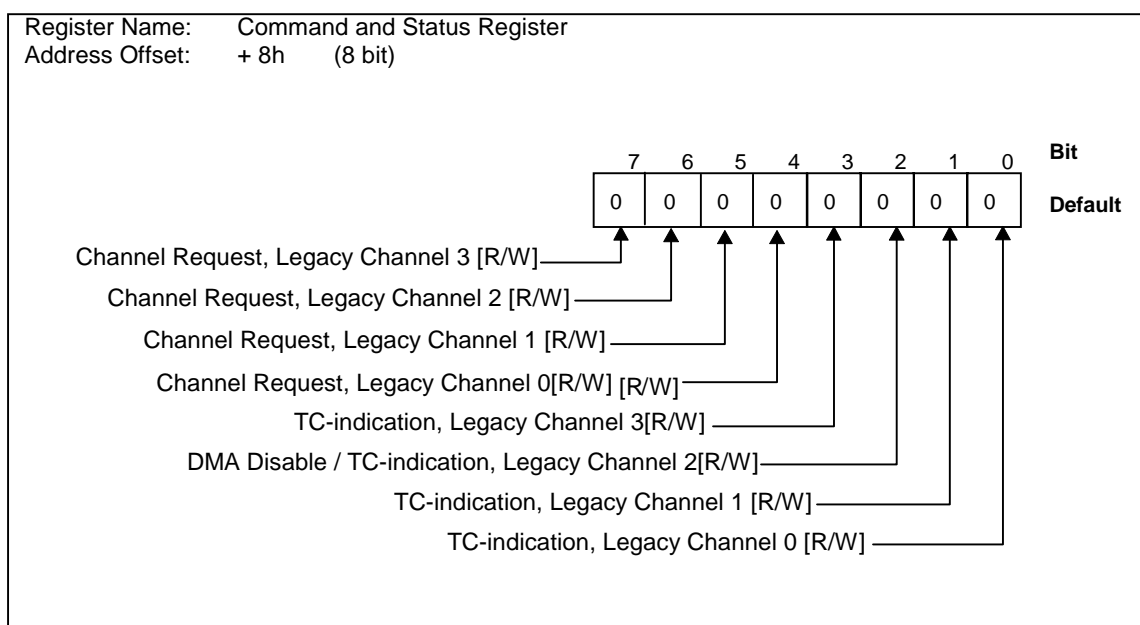 Register Name: Command and Status Register
Address Offset: + 8h (8 bit)
7 6 5 4 3 2 1 0 Bit
0 0 0 0 0 0 0 0 Default
Channel Request, Legacy Channel 3 [R/W]
Channel Request, Legacy Channel 2 [R/W]
Channel Request, Legacy Channel 1 [R/W]
Channel Request, Legacy Channel 0[R/W] [R/W]
TC-indication, Legacy Channel 3[R/W]
DMA Disable / TC-indication, Legacy Channel 2[R/W]
TC-indication, Legacy Channel 1 [R/W]
TC-indication, Legacy Channel 0 [R/W]